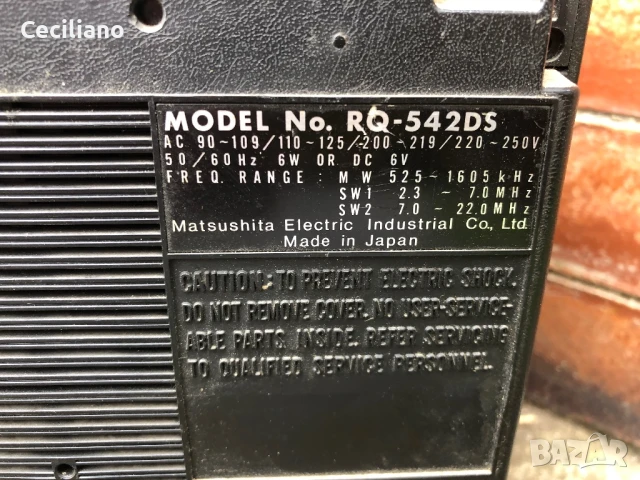 Ceciliano
MODEL No. RQ-542DS
AC 90~109/110~125/200~219/220~250V
50/60Hz 6W OR DC 6V
FREQ. RANGE: MW 525~1605kHz
SW1 2.3~7.0MHz
SW2 7.0~22.0MHz
Matsushita Electric Industrial Co., Ltd.
Made in Japan
CAUTION: TO PREVENT ELECTRIC SHOCK,
DO NOT REMOVE COVER. NO USER-SERVICE-
ABLE PARTS INSIDE. REFER SERVICING
TO QUALIFIED SERVICE PERSONNEL.
BAZAR